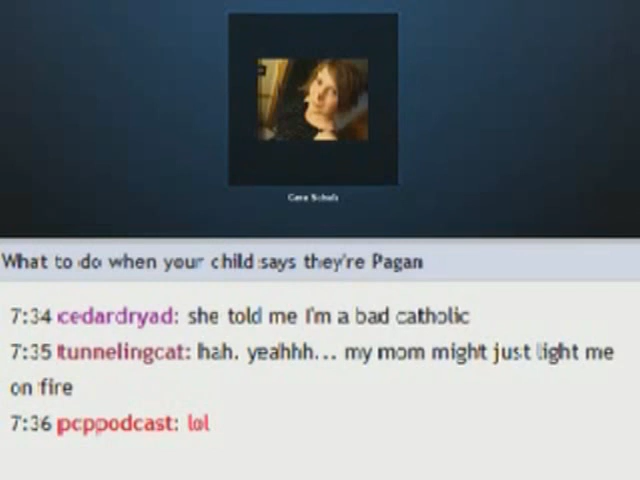 What to do when your child says they're Pagan
7:34 cedardryad: she told me I'm a bad catholic
7:35 tunnelingcat: hah. yeahhh... my mom might just light me
on fire
7:36 pcppodcast: lol